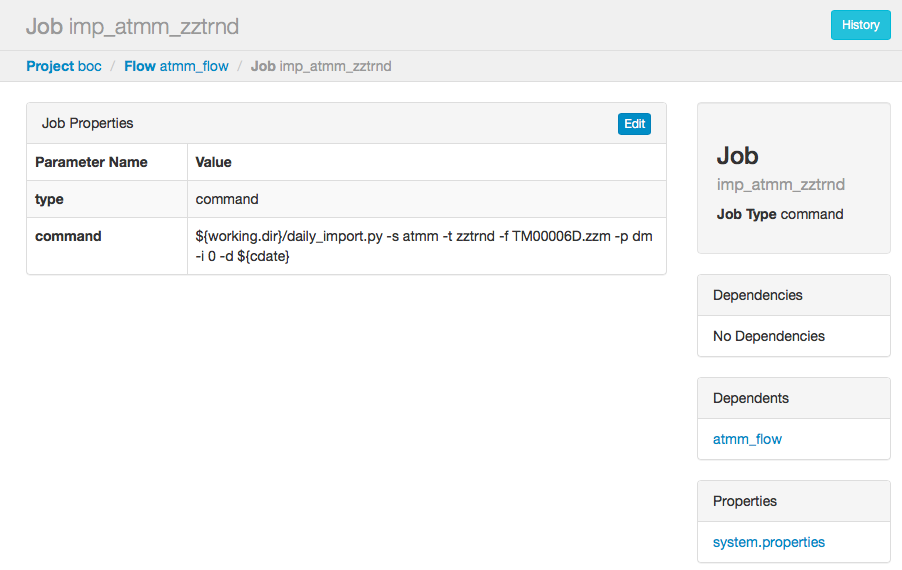 Job imp_atmm_zztrnd
History
Project boc / Flow atmm_flow / Job imp_atmm_zztrnd
Job Properties
Edit
Parameter Name Value
type command
command ${working.dir}/daily_import.py -s atmm -t zztrnd -f TM00006D.zzm -p dm
-i 0 -d ${cdate}
Job
imp_atmm_zztrnd
Job Type command
Dependencies
No Dependencies
Dependents
atmm_flow
Properties
system.properties